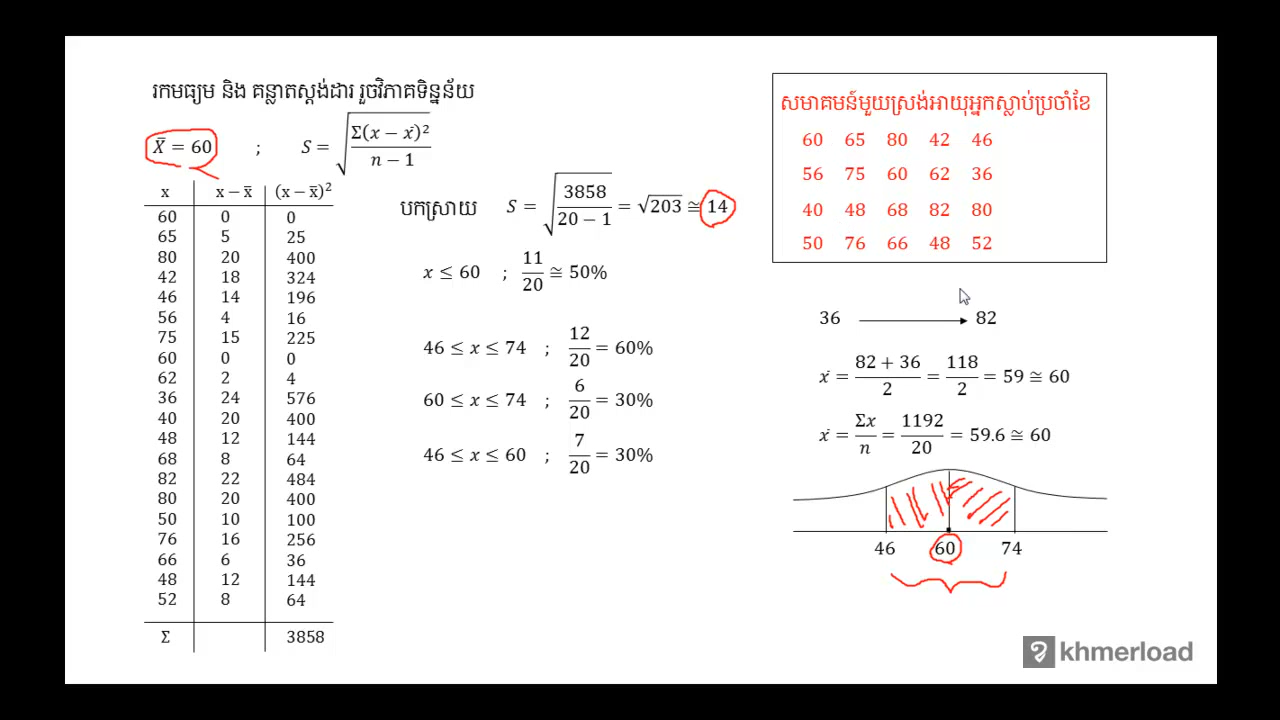 រកមធ្យម និង គន្លាតស្តង់ដារ រួចវិភាគទិន្នន័យ
X̄ = 60 ; S = √(Σ(x − ẋ)² / (n − 1))
x x − x̄ (x − x̄)²
60 0 0
65 5 25
80 20 400
42 18 324
46 14 196
56 4 16
75 15 225
60 0 0
62 2 4
36 24 576
40 20 400
48 12 144
68 8 64
82 22 484
80 20 400
50 10 100
76 16 256
66 6 36
48 12 144
52 8 64
Σ 3858
បកស្រាយ S = √(3858 / (20 − 1)) = √203 ≅ 14
x ≤ 60 ; 11/20 ≅ 50%
46 ≤ x ≤ 74 ; 12/20 = 60%
60 ≤ x ≤ 74 ; 6/20 = 30%
46 ≤ x ≤ 60 ; 7/20 = 30%
សមាគមន៍មួយស្រង់អាយុអ្នកស្លាប់ប្រចាំខែ
60 65 80 42 46
56 75 60 62 36
40 48 68 82 80
50 76 66 48 52
36 → 82
ẋ = (82 + 36)/2 = 118/2 = 59 ≅ 60
ẋ = Σx/n = 1192/20 = 59.6 ≅ 60
46 60 74
khmerload